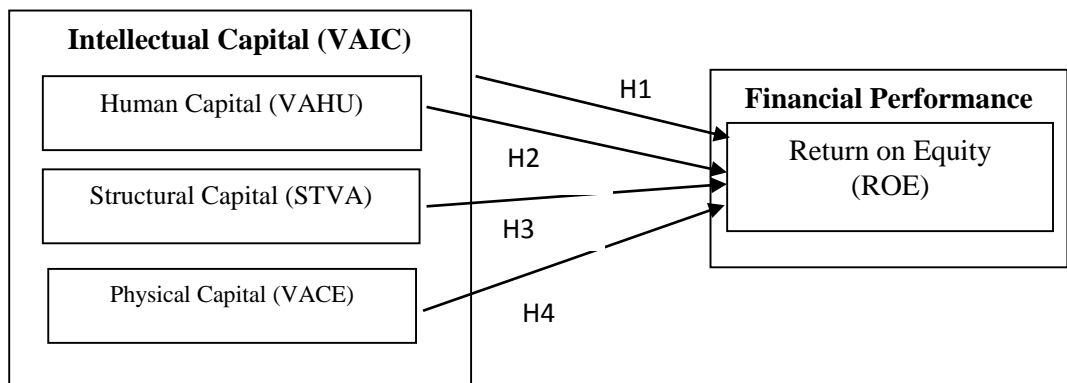 Intellectual Capital (VAIC)
Human Capital (VAHU)
Structural Capital (STVA)
Physical Capital (VACE)
H1
H2
H3
H4
Financial Performance
Return on Equity
(ROE)